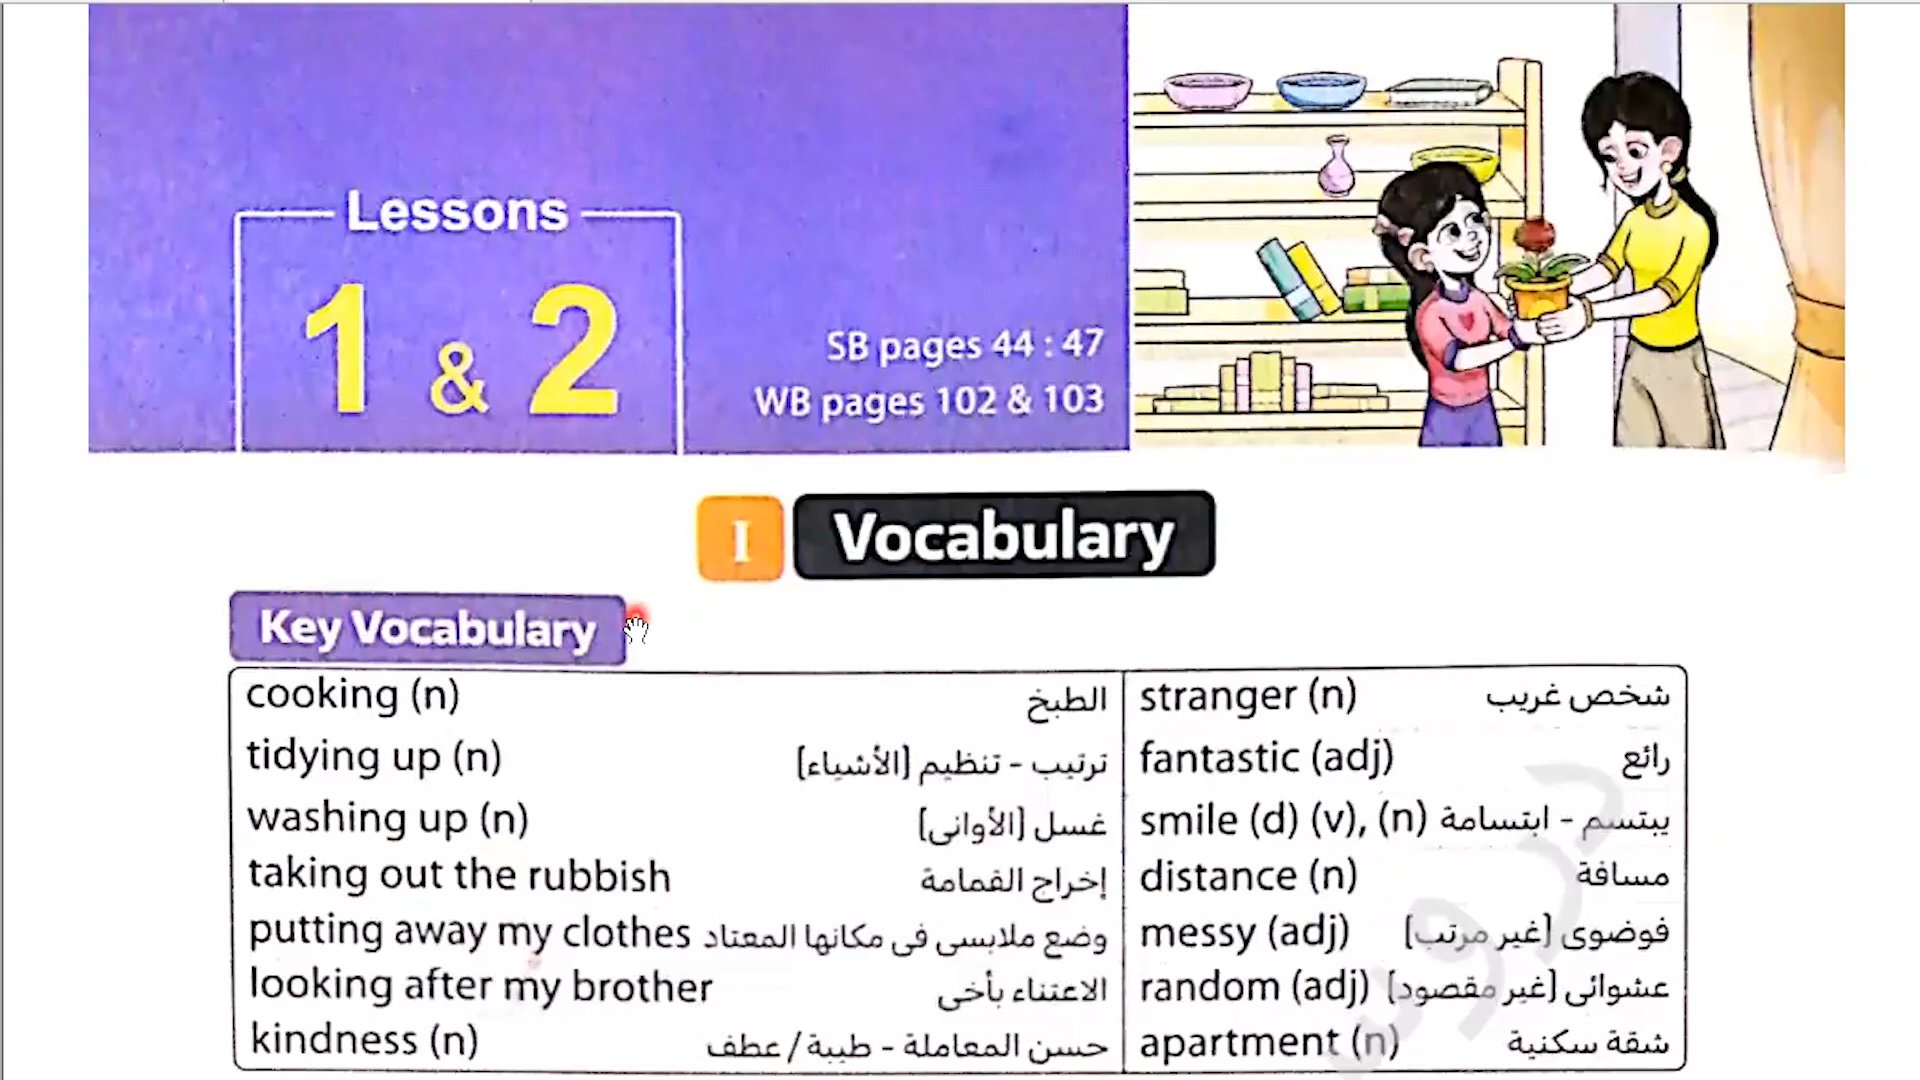 Lessons
1 & 2
SB pages 44 : 47
WB pages 102 & 103
I Vocabulary
Key Vocabulary
cooking (n) الطبخ
tidying up (n) ترتيب - تنظيم [الأشياء]
washing up (n) غسل [الأوانى]
taking out the rubbish إخراج القمامة
putting away my clothes وضع ملابسى فى مكانها المعتاد
looking after my brother الاعتناء بأخى
kindness (n) حسن المعاملة - طيبة / عطف
stranger (n) شخص غريب
fantastic (adj) رائع
smile (d) (v), (n) يبتسم - ابتسامة
distance (n) مسافة
messy (adj) فوضوى [غير مرتب]
random (adj) عشوائى [غير مقصود]
apartment (n) شقة سكنية